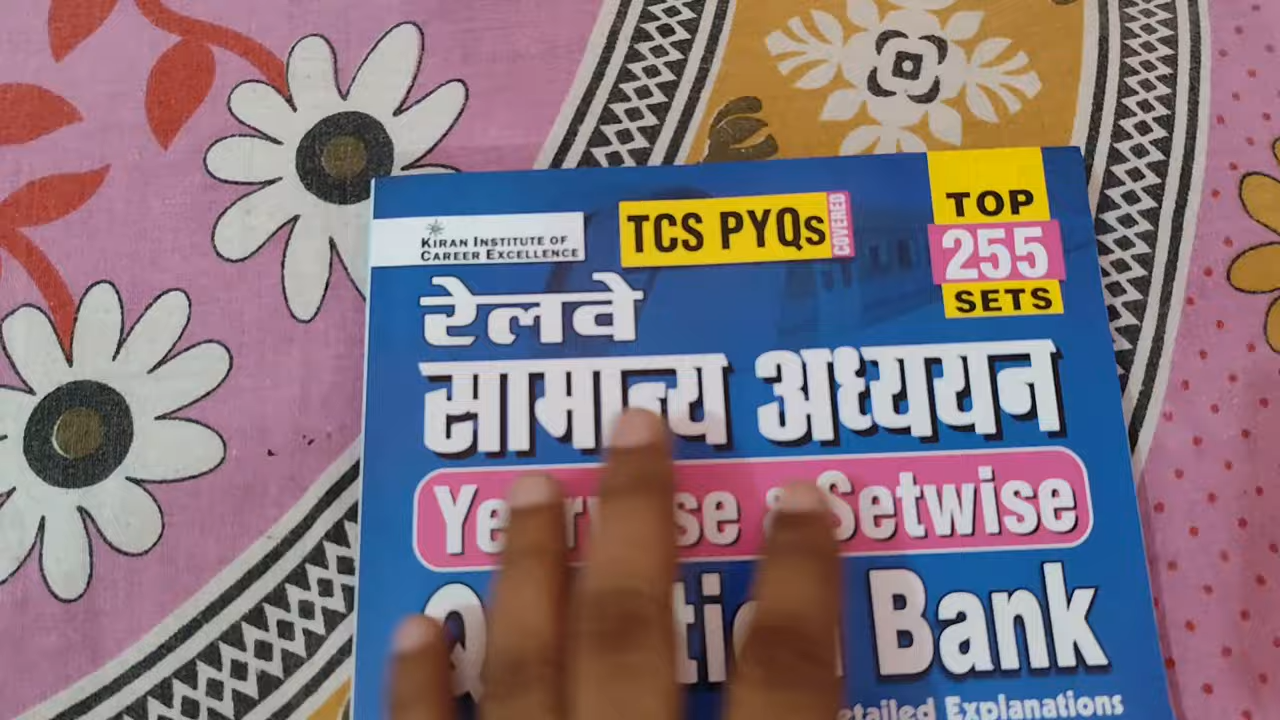 KIRAN INSTITUTE OF
CAREER EXCELLENCE
TCS PYQs
COVERED
TOP
255
SETS
रेलवे
सामान्य अध्ययन
Setwise
Bank
Explanations